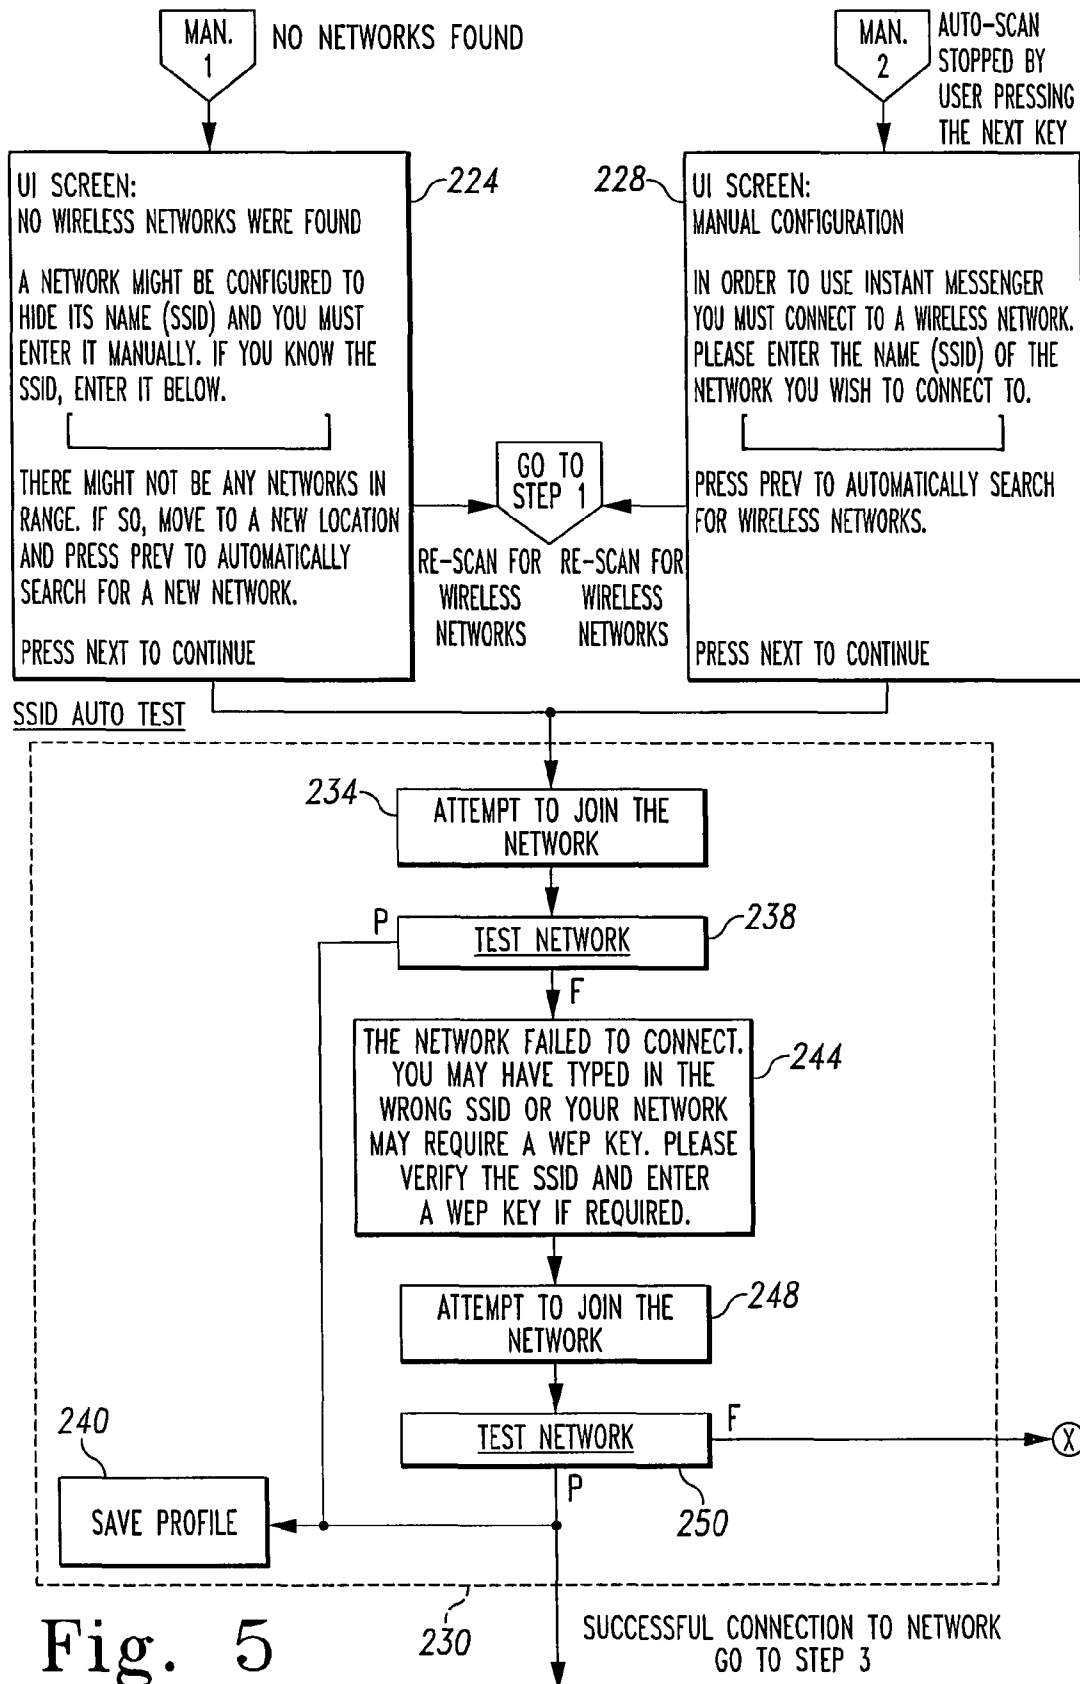 MAN.
1
NO NETWORKS FOUND
MAN.
2
AUTO-SCAN
STOPPED BY
USER PRESSING
THE NEXT KEY
UI SCREEN:
NO WIRELESS NETWORKS WERE FOUND
A NETWORK MIGHT BE CONFIGURED TO
HIDE ITS NAME (SSID) AND YOU MUST
ENTER IT MANUALLY. IF YOU KNOW THE
SSID, ENTER IT BELOW.
THERE MIGHT NOT BE ANY NETWORKS IN
RANGE. IF SO, MOVE TO A NEW LOCATION
AND PRESS PREV TO AUTOMATICALLY
SEARCH FOR A NEW NETWORK.
PRESS NEXT TO CONTINUE
224
228
UI SCREEN:
MANUAL CONFIGURATION
IN ORDER TO USE INSTANT MESSENGER
YOU MUST CONNECT TO A WIRELESS NETWORK.
PLEASE ENTER THE NAME (SSID) OF THE
NETWORK YOU WISH TO CONNECT TO.
PRESS PREV TO AUTOMATICALLY SEARCH
FOR WIRELESS NETWORKS.
PRESS NEXT TO CONTINUE
GO TO
STEP 1
RE-SCAN FOR
WIRELESS
NETWORKS
RE-SCAN FOR
WIRELESS
NETWORKS
SSID AUTO TEST
234
ATTEMPT TO JOIN THE
NETWORK
P
TEST NETWORK
238
F
THE NETWORK FAILED TO CONNECT.
YOU MAY HAVE TYPED IN THE
WRONG SSID OR YOUR NETWORK
MAY REQUIRE A WEP KEY. PLEASE
VERIFY THE SSID AND ENTER
A WEP KEY IF REQUIRED.
244
ATTEMPT TO JOIN THE
NETWORK
248
TEST NETWORK
F
X
P
250
240
SAVE PROFILE
230
SUCCESSFUL CONNECTION TO NETWORK
GO TO STEP 3
Fig. 5